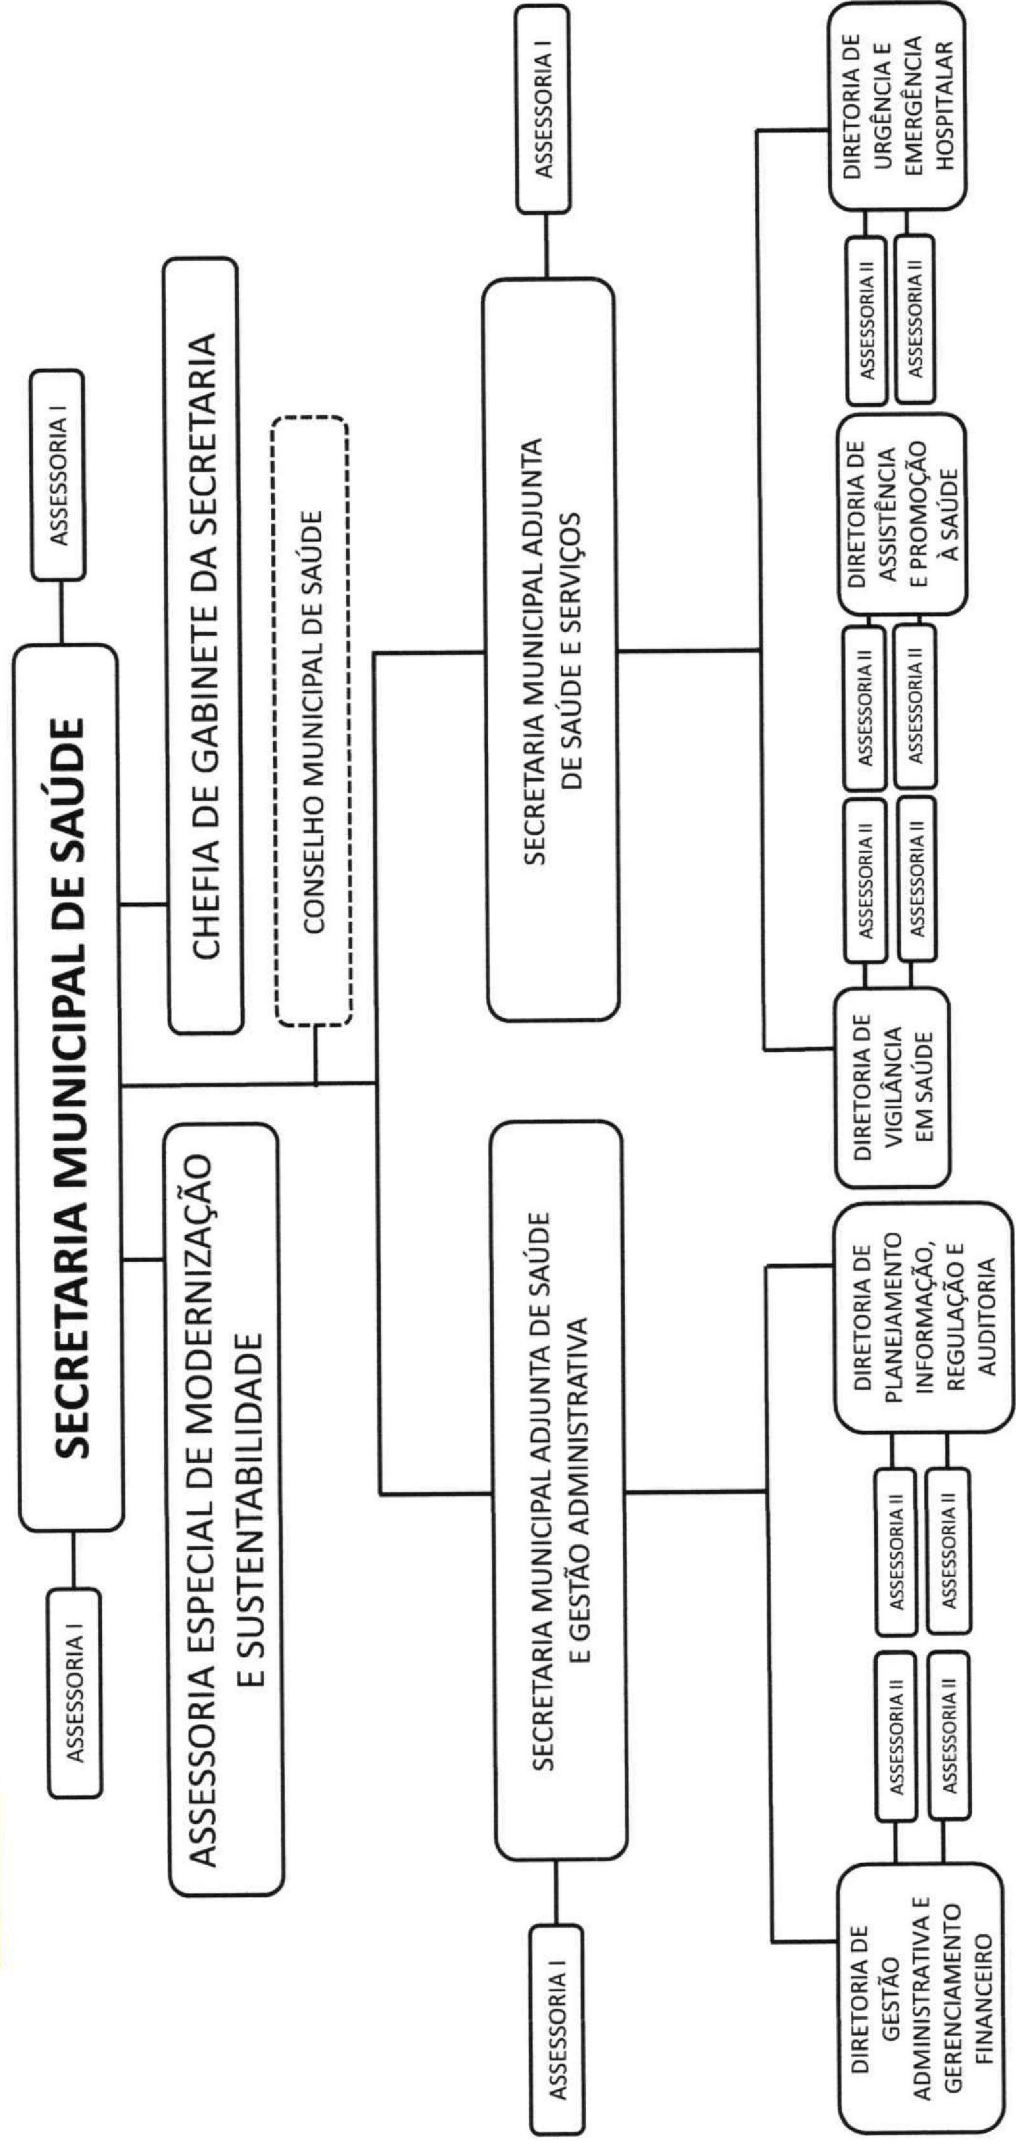 ASSESSORIA I
SECRETARIA MUNICIPAL DE SAÚDE
ASSESSORIA I
ASSESSORIA ESPECIAL DE MODERNIZAÇÃO
E SUSTENTABILIDADE
CHEFIA DE GABINETE DA SECRETARIA
CONSELHO MUNICIPAL DE SAÚDE
ASSESSORIA I
SECRETARIA MUNICIPAL ADJUNTA DE SAÚDE
E GESTÃO ADMINISTRATIVA
SECRETARIA MUNICIPAL ADJUNTA
DE SAÚDE E SERVIÇOS
ASSESSORIA I
DIRETORIA DE
GESTÃO
ADMINISTRATIVA E
GERENCIAMENTO
FINANCEIRO
ASSESSORIA II
ASSESSORIA II
ASSESSORIA II
ASSESSORIA II
DIRETORIA DE
PLANEJAMENTO
INFORMAÇÃO,
REGULAÇÃO E
AUDITORIA
DIRETORIA DE
VIGILÂNCIA
EM SAÚDE
ASSESSORIA II
ASSESSORIA II
ASSESSORIA II
ASSESSORIA II
DIRETORIA DE
ASSISTÊNCIA
E PROMOÇÃO
À SAÚDE
ASSESSORIA II
ASSESSORIA II
DIRETORIA DE
URGÊNCIA E
EMERGÊNCIA
HOSPITALAR